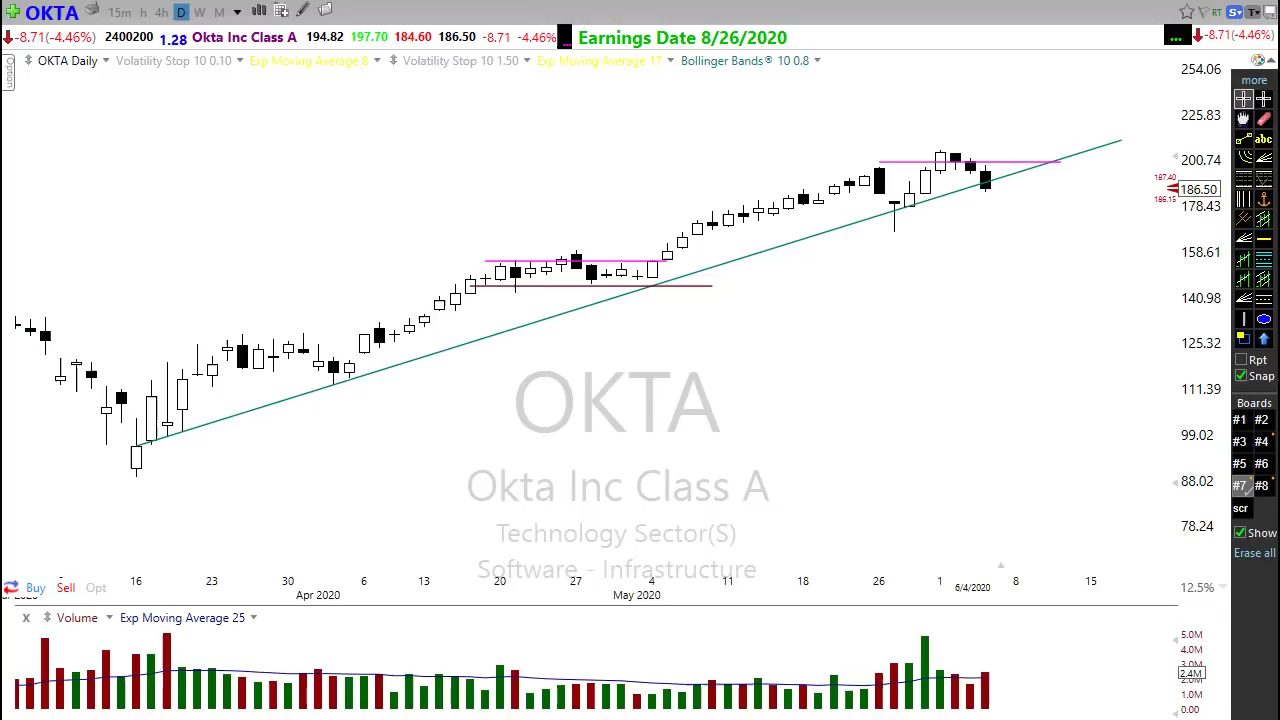 OKTA 15m h 4h D W M RT S T
-8.71(-4.46%) 2400200 1.28 Okta Inc Class A 194.82 197.70 184.60 186.50 -8.71 -4.46% ... Earnings Date 8/26/2020 ... -8.71(-4.46%)
Option
OKTA Daily Volatility Stop 10 0.10 Exp Moving Average 8 Volatility Stop 10 1.50 Exp Moving Average 17 Bollinger Bands® 10 0.8
254.06
225.83
200.74
187.40
186.50
186.15
178.43
158.61
140.98
125.32
111.39
99.02
88.02
78.24
12.5%
more
abc
Rpt
Snap
Boards
#1 #2
#3 #4
#5 #6
#7 #8
scr
Show
Erase all
OKTA
Okta Inc Class A
Technology Sector(S)
Software - Infrastructure
Buy Sell Opt
16 23 30 6 13 20 27 4 11 18 26 1 6/4/2020 8 15
Apr 2020 May 2020
x Volume Exp Moving Average 25
5.0M
4.0M
3.0M
2.4M
2.0M
1.0M
0.00